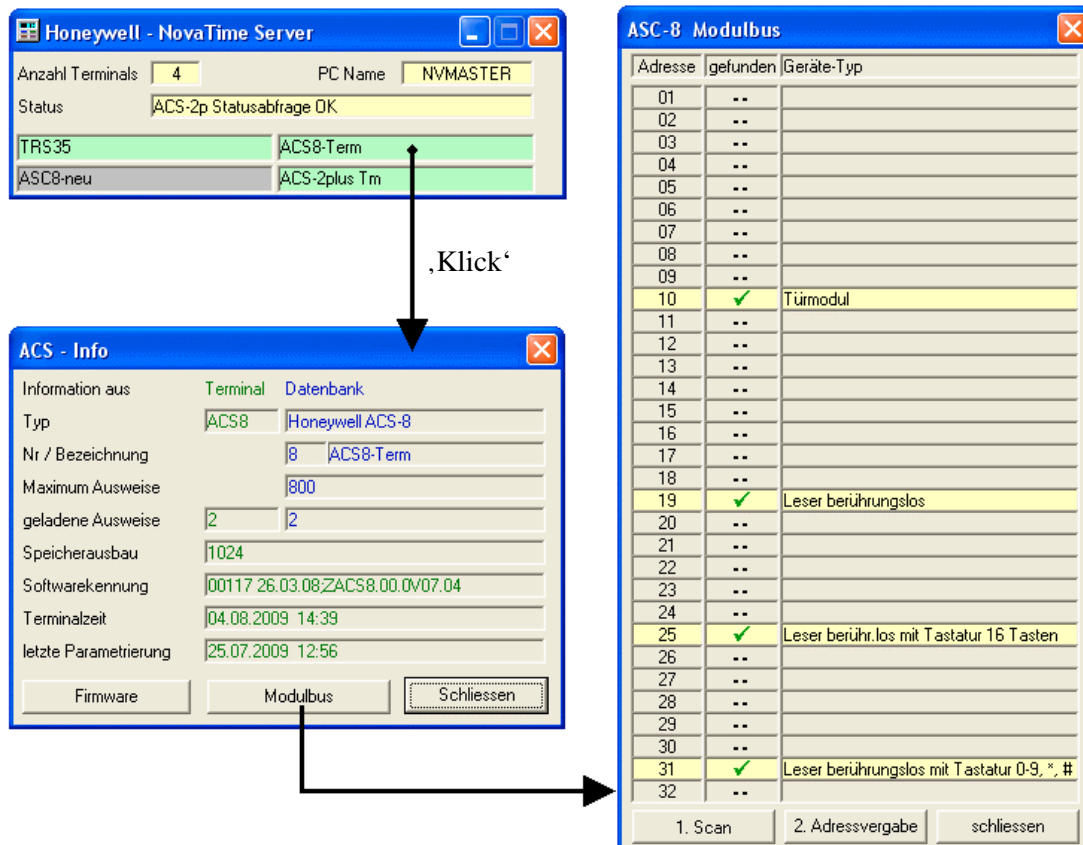 Honeywell - NovaTime Server
Anzahl Terminals 4 PC Name NVMASTER
Status ACS-2p Statusabfrage OK
TRS35 ACS8-Term
ASC8-neu ACS-2plus Tm
‚Klick‘
ACS - Info
Information aus Terminal Datenbank
Typ ACS8 Honeywell ACS-8
Nr / Bezeichnung 8 ACS8-Term
Maximum Ausweise 800
geladene Ausweise 2 2
Speicherausbau 1024
Softwarekennung 00117 26.03.08;ZACS8.00.0V07.04
Terminalzeit 04.08.2009 14:39
letzte Parametrierung 25.07.2009 12:56
Firmware Modulbus Schliessen
ASC-8 Modulbus
Adresse gefunden Geräte-Typ
01 --
02 --
03 --
04 --
05 --
06 --
07 --
08 --
09 --
10 ✓ Türmodul
11 --
12 --
13 --
14 --
15 --
16 --
17 --
18 --
19 ✓ Leser berührungslos
20 --
21 --
22 --
23 --
24 --
25 ✓ Leser berühr.los mit Tastatur 16 Tasten
26 --
27 --
28 --
29 --
30 --
31 ✓ Leser berührungslos mit Tastatur 0-9, *, #
32 --
1. Scan 2. Adressvergabe schliessen